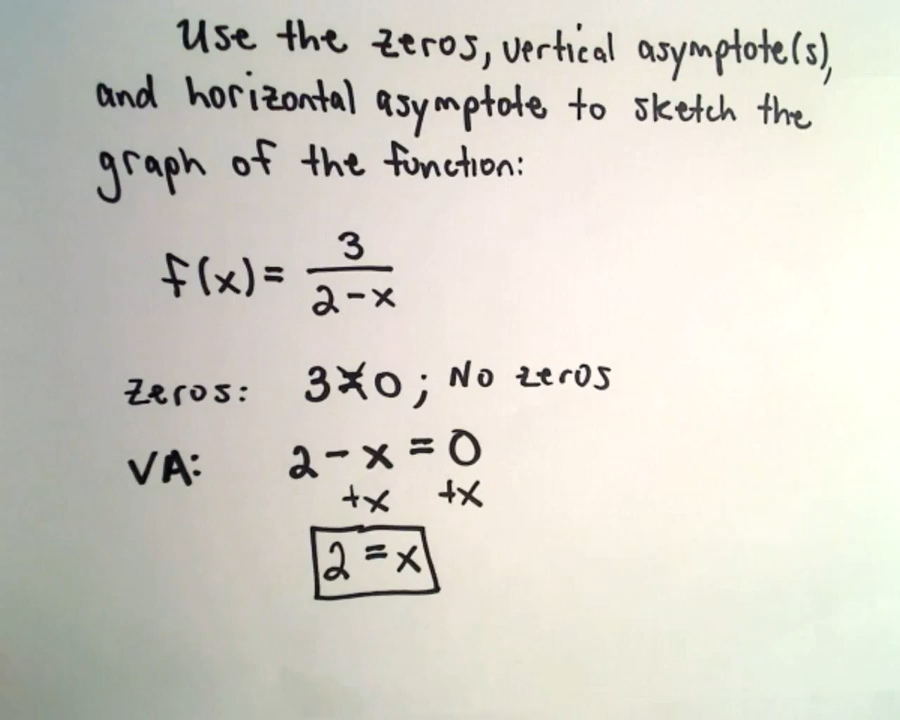 Use the zeros, vertical asymptote(s),
and horizontal asymptote to sketch the
graph of the function:
f(x) = 3/(2-x)
Zeros: 3≠0; No zeros
VA: 2-x=0
+x +x
2=x